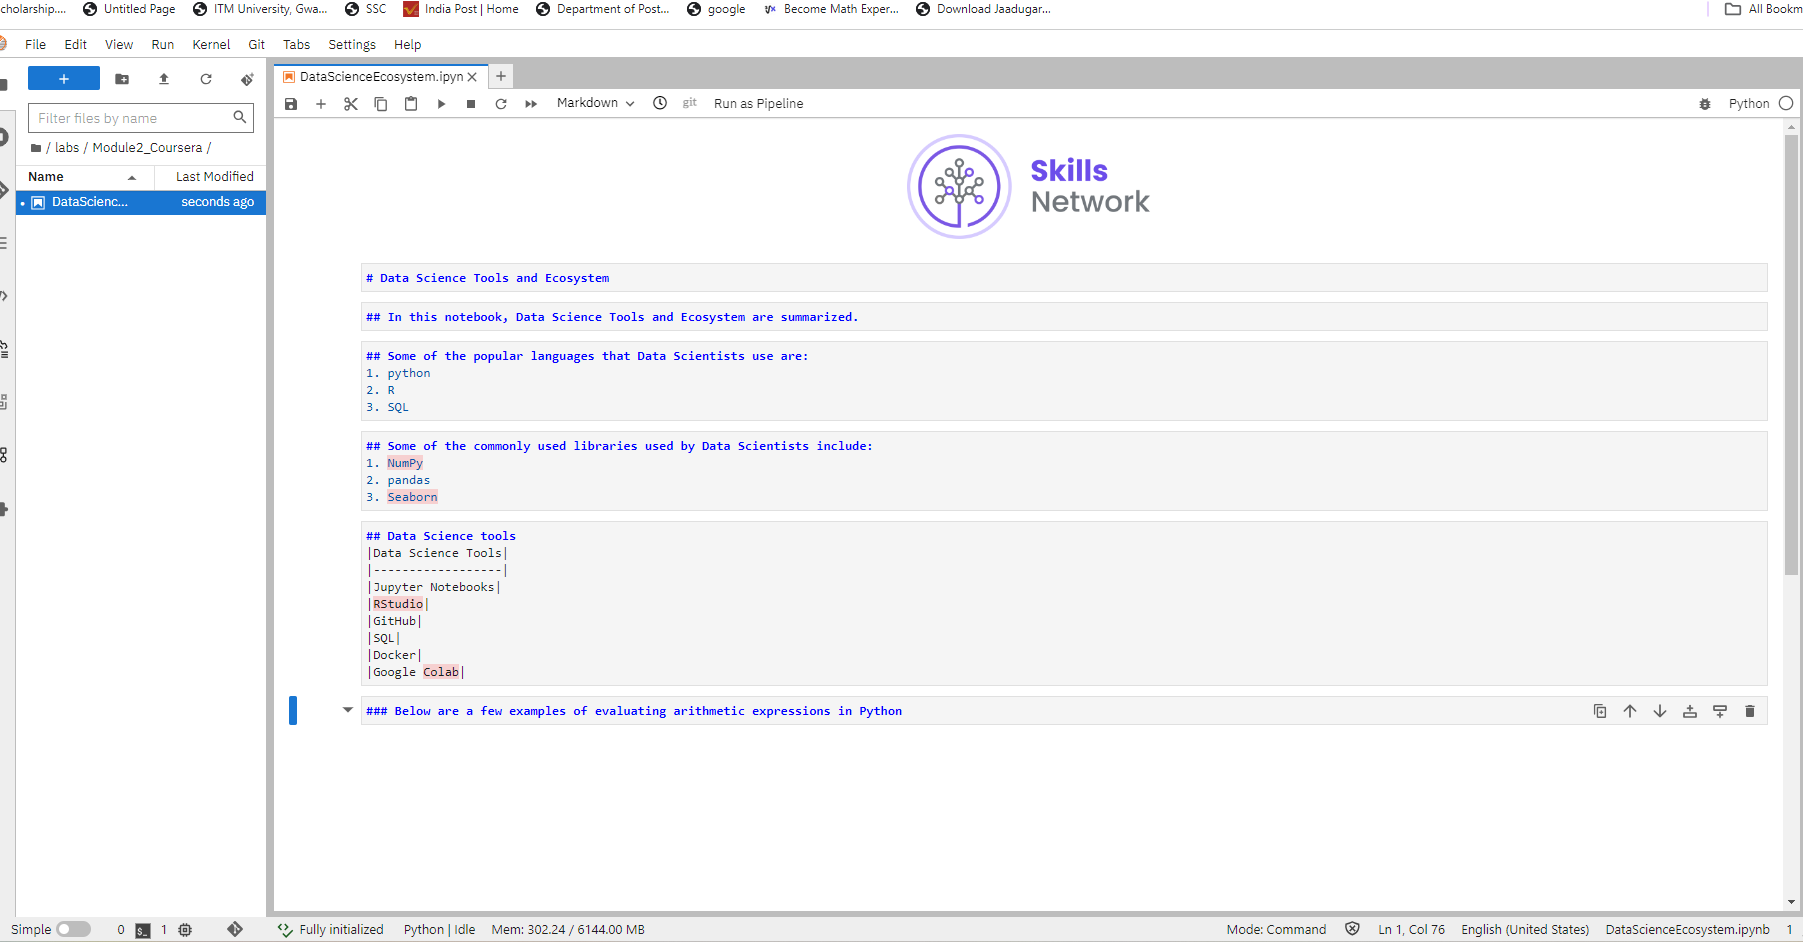 cholarship....  Untitled Page  ITM University, Gwa...  SSC  India Post | Home  Department of Post...  google  Become Math Exper...  Download Jaadugar...  All Bookm
File  Edit  View  Run  Kernel  Git  Tabs  Settings  Help
+  DataScienceEcosystem.ipyn  +
Markdown  git  Run as Pipeline  Python
Filter files by name
/ labs / Module2_Coursera /
Name  Last Modified
DataScienc...  seconds ago
Skills
Network
# Data Science Tools and Ecosystem
## In this notebook, Data Science Tools and Ecosystem are summarized.
## Some of the popular languages that Data Scientists use are:
1. python
2. R
3. SQL
## Some of the commonly used libraries used by Data Scientists include:
1. NumPy
2. pandas
3. Seaborn
## Data Science tools
|Data Science Tools|
|------------------|
|Jupyter Notebooks|
|RStudio|
|GitHub|
|SQL|
|Docker|
|Google Colab|
### Below are a few examples of evaluating arithmetic expressions in Python
Simple  0  $_  1  Fully initialized  Python | Idle  Mem: 302.24 / 6144.00 MB  Mode: Command  Ln 1, Col 76  English (United States)  DataScienceEcosystem.ipynb  1